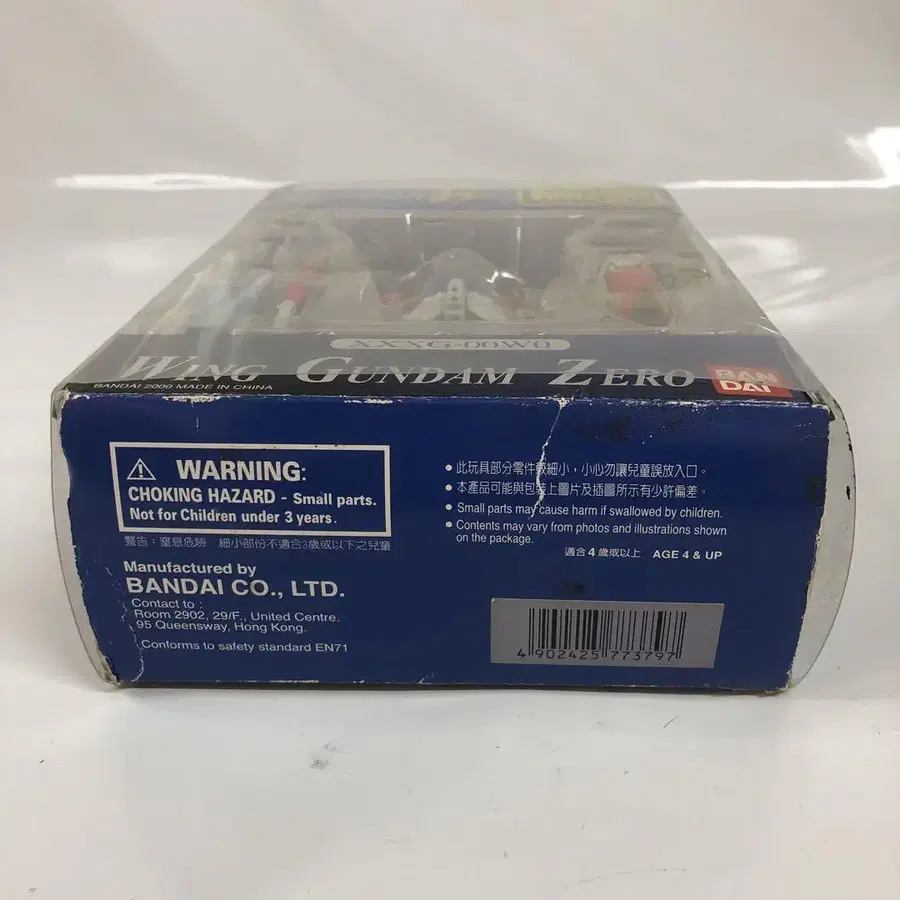 XXXG-00W0
WING GUNDAM ZERO
BAN
DAI
BANDAI 2000 MADE IN CHINA
WARNING:
CHOKING HAZARD - Small parts.
Not for Children under 3 years.
警告：窒息危險 細小部份不適合3歲或以下之兒童
Manufactured by
BANDAI CO., LTD.
Contact to :
Room 2902, 29/F., United Centre.
95 Queensway, Hong Kong.
Conforms to safety standard EN71
● 此玩具部分零件較細小，小心勿讓兒童誤放入口。
● 本產品可能與包裝上圖片及插圖所示有少許偏差。
● Small parts may cause harm if swallowed by children.
● Contents may vary from photos and illustrations shown
on the package.
適合 4 歲或以上 AGE 4 & UP
4 902425 773797